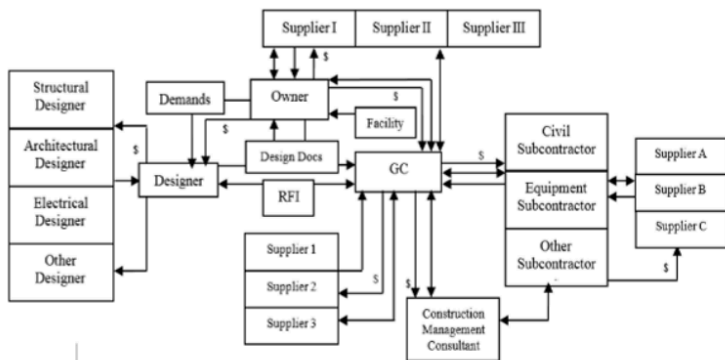 Supplier I
Supplier II
Supplier III
$
Structural
Designer
Architectural
Designer
Electrical
Designer
Other
Designer
$
Demands
Owner
$
$
Facility
Design Docs
Designer
RFI
GC
$
Civil
Subcontractor
Equipment
Subcontractor
Other
Subcontractor
Supplier A
Supplier B
Supplier C
$
Supplier 1
Supplier 2
Supplier 3
$
$
Construction
Management
Consultant